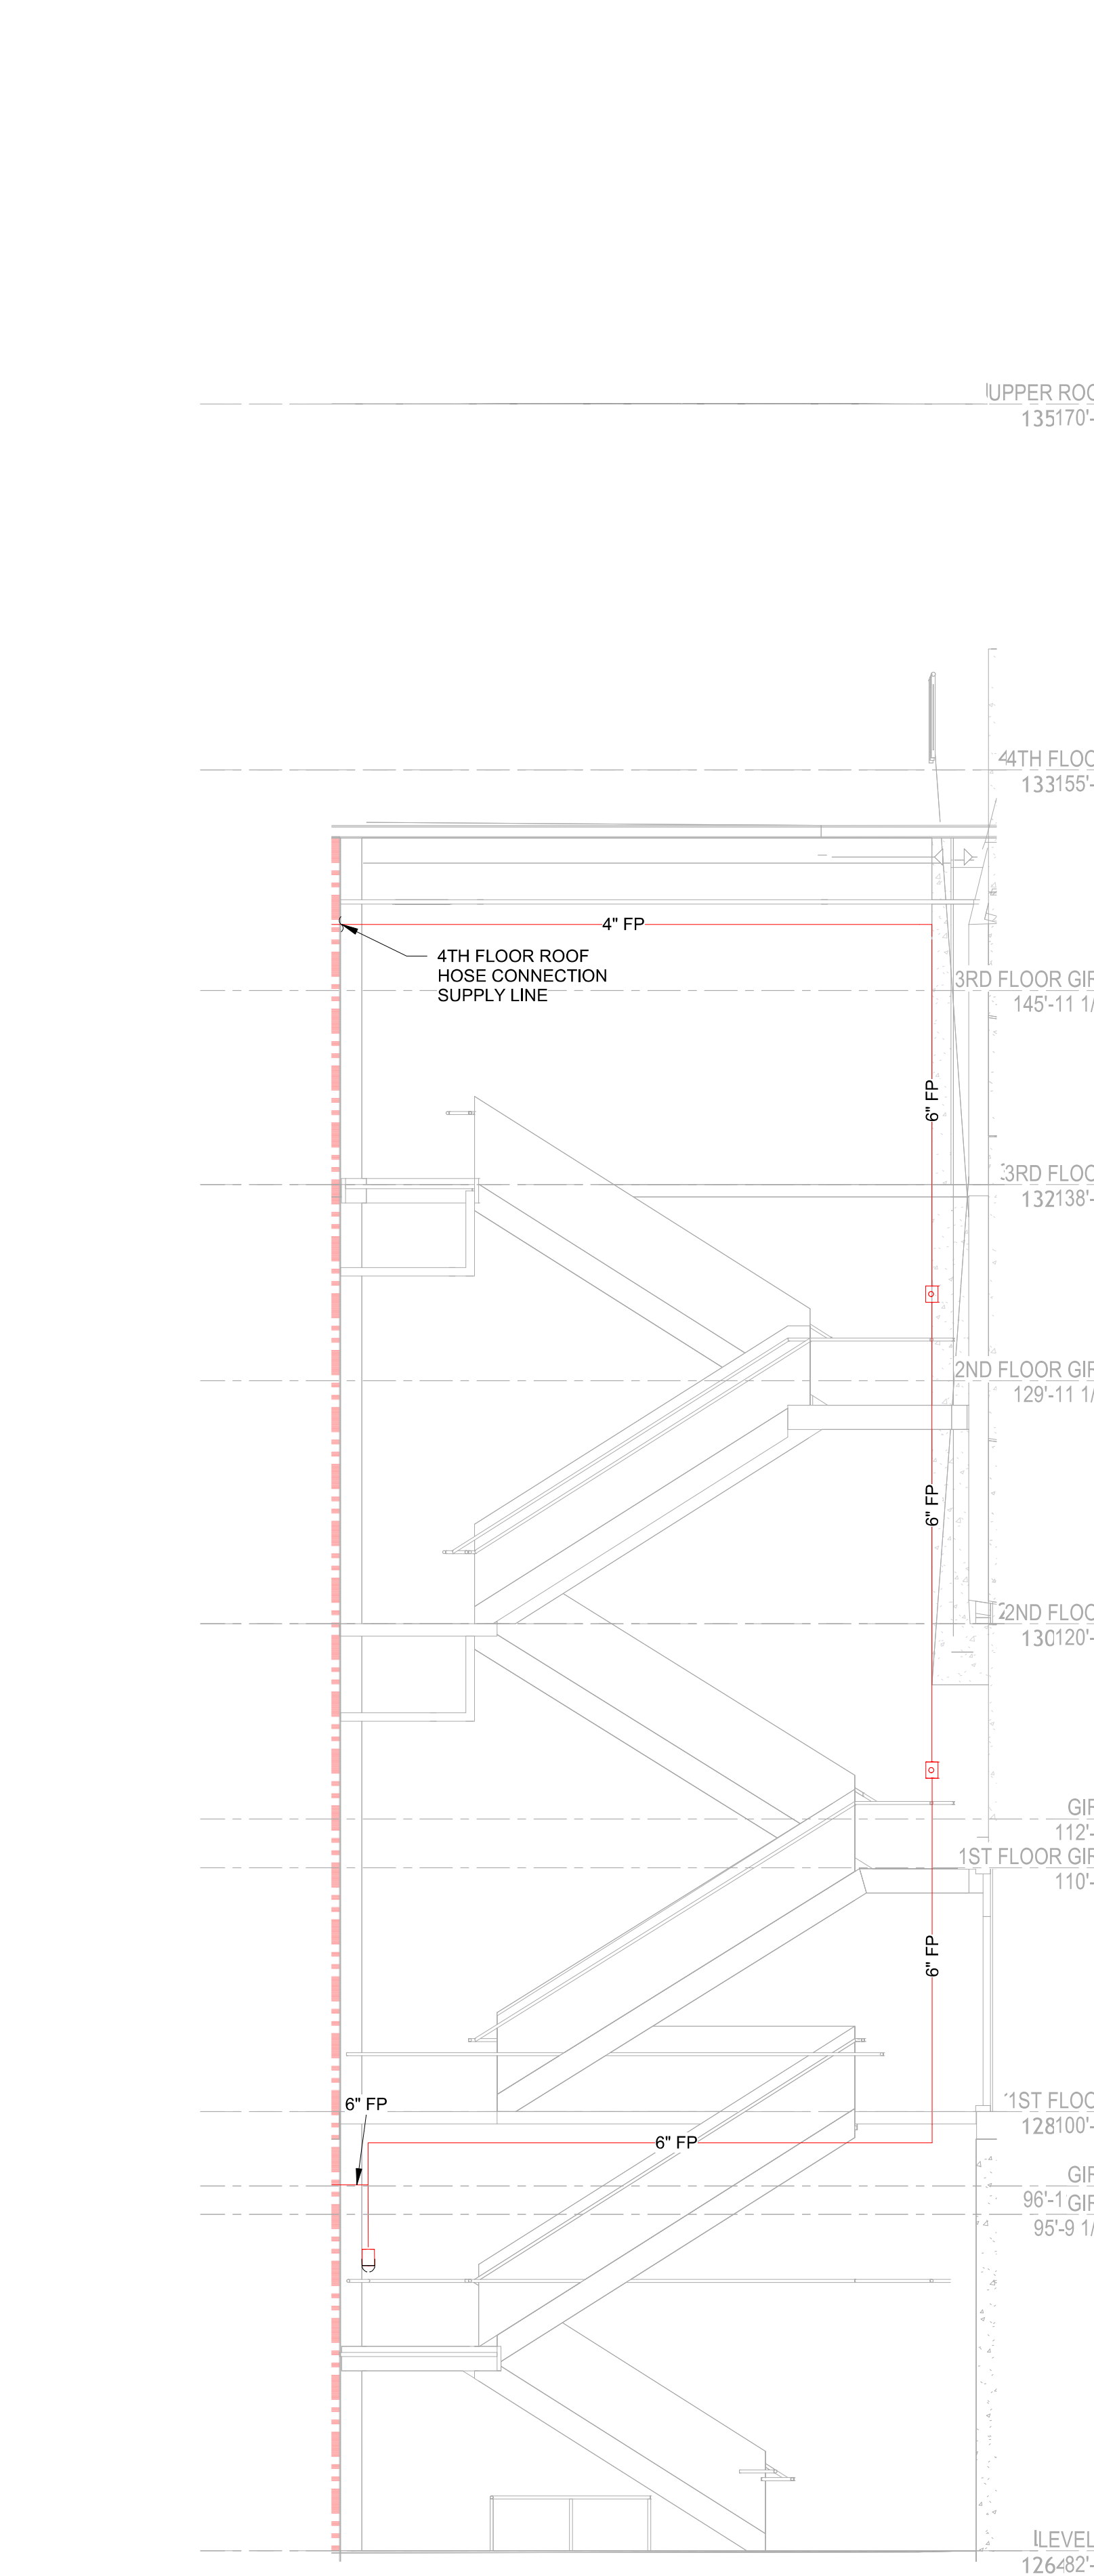 UPPER ROO
135170'-
4TH FLOO
133155'-
4" FP
4TH FLOOR ROOF
HOSE CONNECTION
SUPPLY LINE
3RD FLOOR GIR
145'-11 1/
6" FP
3RD FLOO
132138'-
2ND FLOOR GIR
129'-11 1/
6" FP
2ND FLOO
130120'-
GIR
112'-
1ST FLOOR GIR
110'-
6" FP
6" FP
1ST FLOO
128100'-
6" FP
GIR
96'-1 GIR
95'-9 1/
LEVEL
126482'-